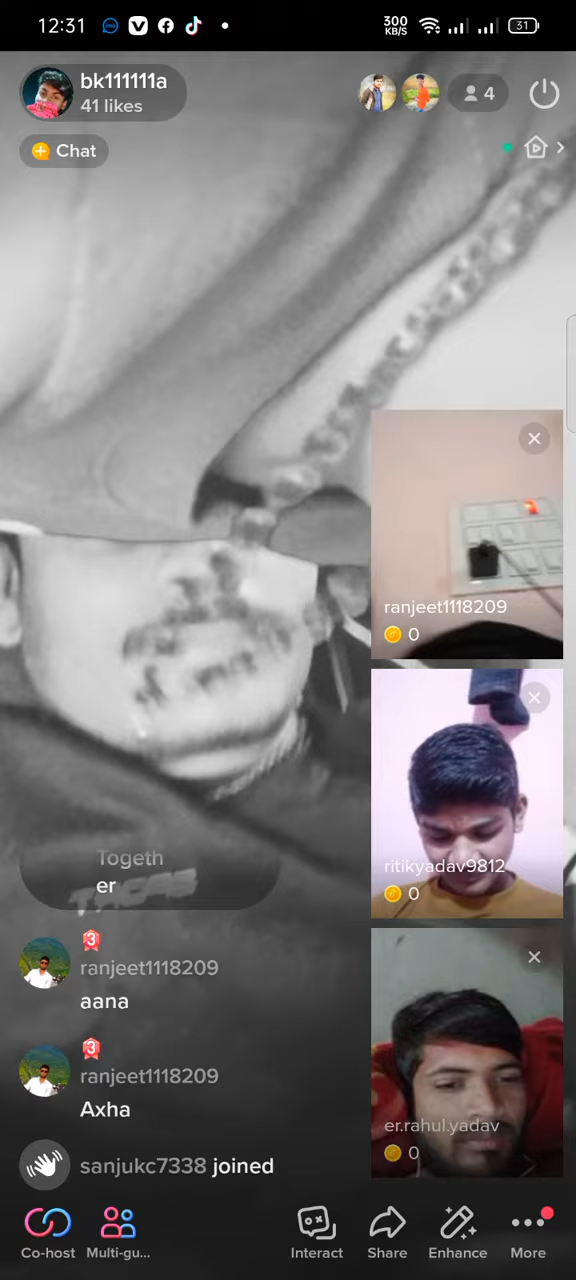 12:31
300
KB/S
31
bk111111a
41 likes
4
Chat
ranjeet1118209
0
ritikyadav9812
0
Togeth
er
ranjeet1118209
3
aana
3
ranjeet1118209
Axha
er.rahul.yadav
0
sanjukc7338 joined
Co-host
Multi-gu...
Interact
Share
Enhance
More